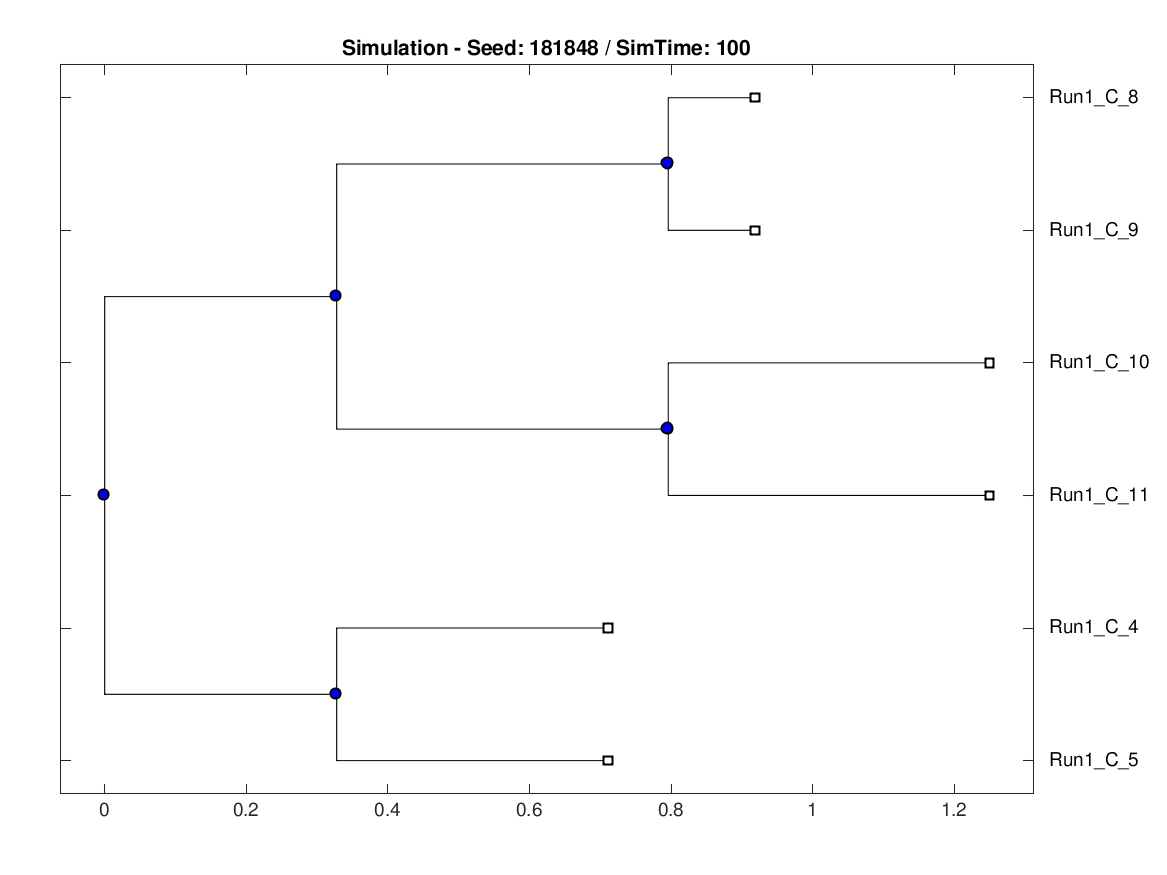 Simulation - Seed: 181848 / SimTime: 100
Run1_C_8
Run1_C_9
Run1_C_10
Run1_C_11
Run1_C_4
Run1_C_5
0 0.2 0.4 0.6 0.8 1 1.2